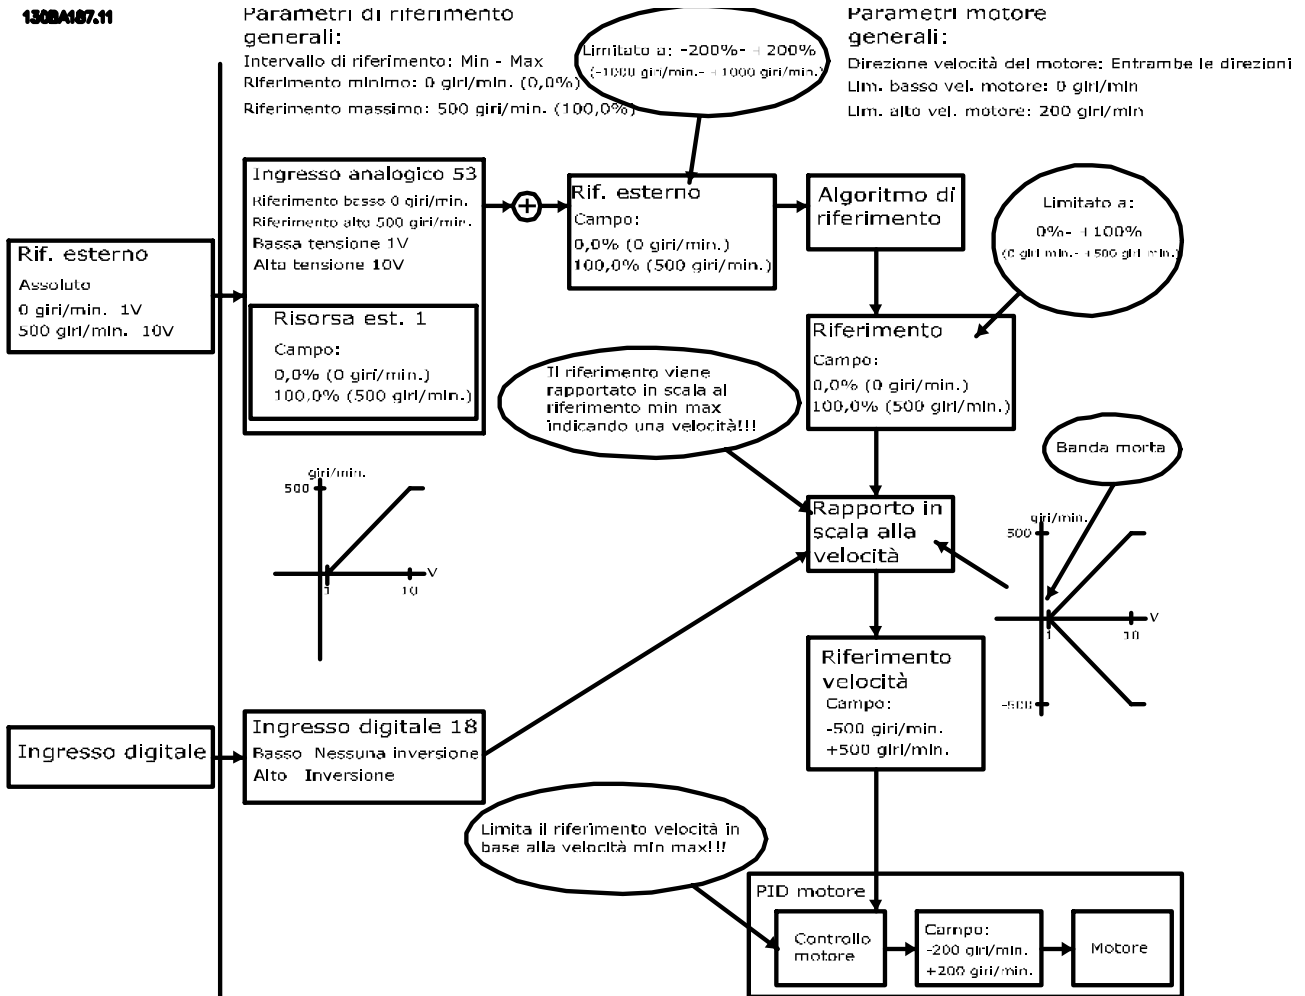 130BA187.11
Parametri di riferimento
generali:
Intervallo di riferimento: Min - Max
Riferimento minimo: 0 giri/min. (0,0%)
Riferimento massimo: 500 giri/min. (100,0%)
Limitato a: -200%- +200%
(-1000 giri/min.- +1000 giri/min.)
Parametri motore
generali:
Direzione velocità del motore: Entrambe le direzioni
Lim. basso vel. motore: 0 giri/min
Lim. alto vel. motore: 200 giri/min
Rif. esterno
Assoluto
0 giri/min. 1V
500 giri/min. 10V
Ingresso analogico 53
Riferimento basso 0 giri/min.
Riferimento alto 500 giri/min.
Bassa tensione 1V
Alta tensione 10V
Risorsa est. 1
Campo:
0,0% (0 giri/min.)
100,0% (500 giri/min.)
+
Rif. esterno
Campo:
0,0% (0 giri/min.)
100,0% (500 giri/min.)
Algoritmo di
riferimento
Limitato a:
0%- +100%
(0 giri min.- +500 giri min.)
Riferimento
Campo:
0,0% (0 giri/min.)
100,0% (500 giri/min.)
Il riferimento viene
rapportato in scala al
riferimento min max
indicando una velocità!!!
Banda morta
giri/min.
500
V
1
10
Rapporto in
scala alla
velocità
giri/min.
500
V
1
10
-500
Riferimento
velocità
Campo:
-500 giri/min.
+500 giri/min.
Ingresso digitale
Ingresso digitale 18
Basso Nessuna inversione
Alto Inversione
Limita il riferimento velocità in
base alla velocità min max!!!
PID motore
Controllo
motore
Campo:
-200 giri/min.
+200 giri/min.
Motore